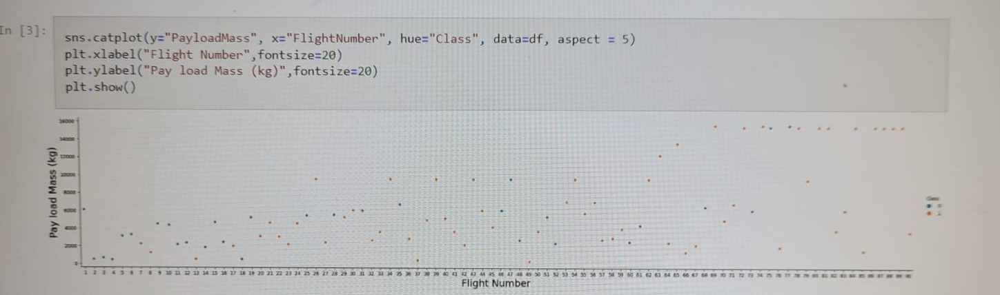 In [3]:
sns.catplot(y="PayloadMass", x="FlightNumber", hue="Class", data=df, aspect = 5)
plt.xlabel("Flight Number",fontsize=20)
plt.ylabel("Pay load Mass (kg)",fontsize=20)
plt.show()
16000
14000
12000
10000
8000
6000
4000
2000
0
Pay load Mass (kg)
1 2 3 4 5 6 7 8 9 10 11 12 13 14 15 16 17 18 19 20 21 22 23 24 25 26 27 28 29 30 31 32 33 34 35 36 37 38 39 40 41 42 43 44 45 46 47 48 49 50 51 52 53 54 55 56 57 58 59 60 61 62 63 64 65 66 67 68 69 70 71 72 73 74 75 76 77 78 79 80 81 82 83 84 85 86 87 88 89 90
Flight Number
Class
0
1